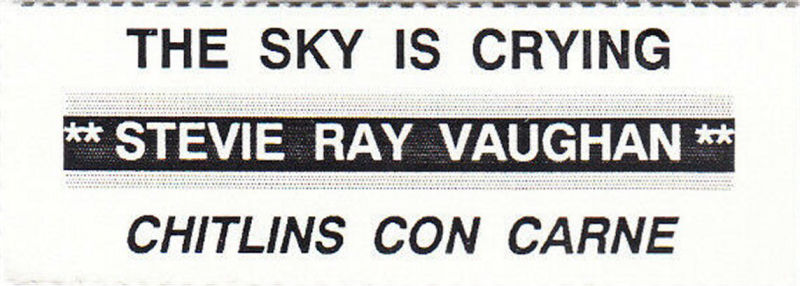 THE SKY IS CRYING
** STEVIE RAY VAUGHAN **
CHITLINS CON CARNE